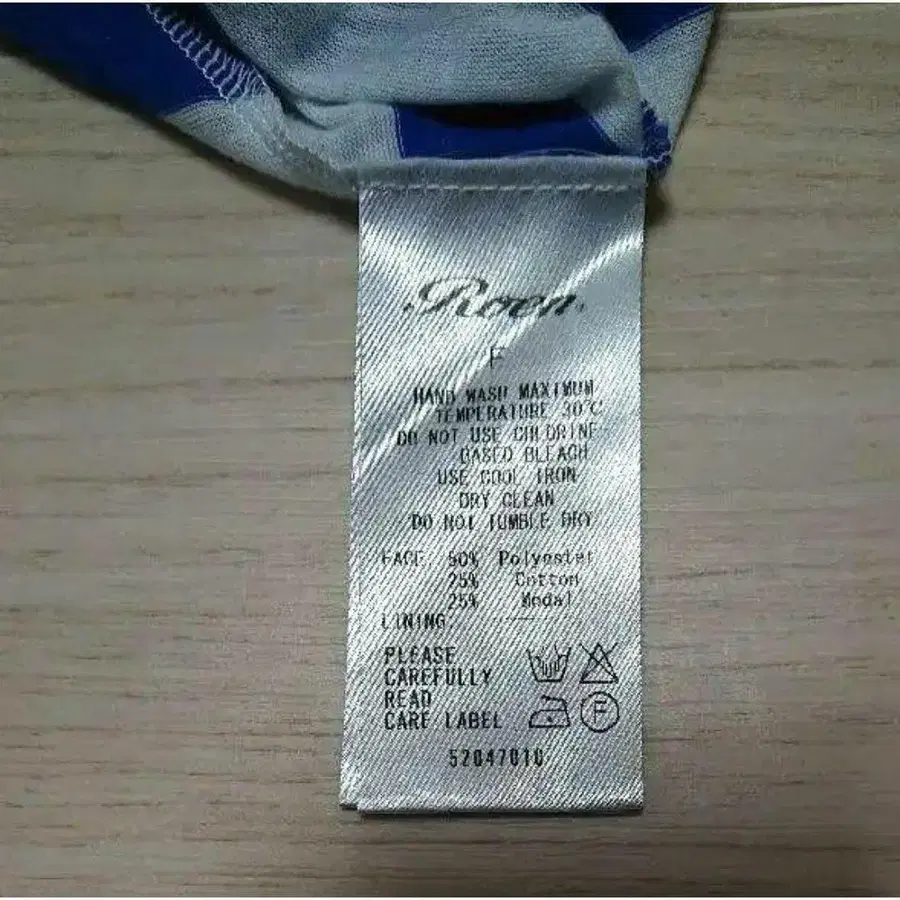 Roen
F
HAND WASH MAXIMUM
TEMPERATURE 30°C
DO NOT USE CHLORINE
BASED BLEACH
USE COOL IRON
DRY CLEAN
DO NOT TUMBLE DRY
FACE: 50% Polyester
25% Cotton
25% Modal
LINING:
PLEASE
CAREFULLY
READ
CARE LABEL
F
52047010